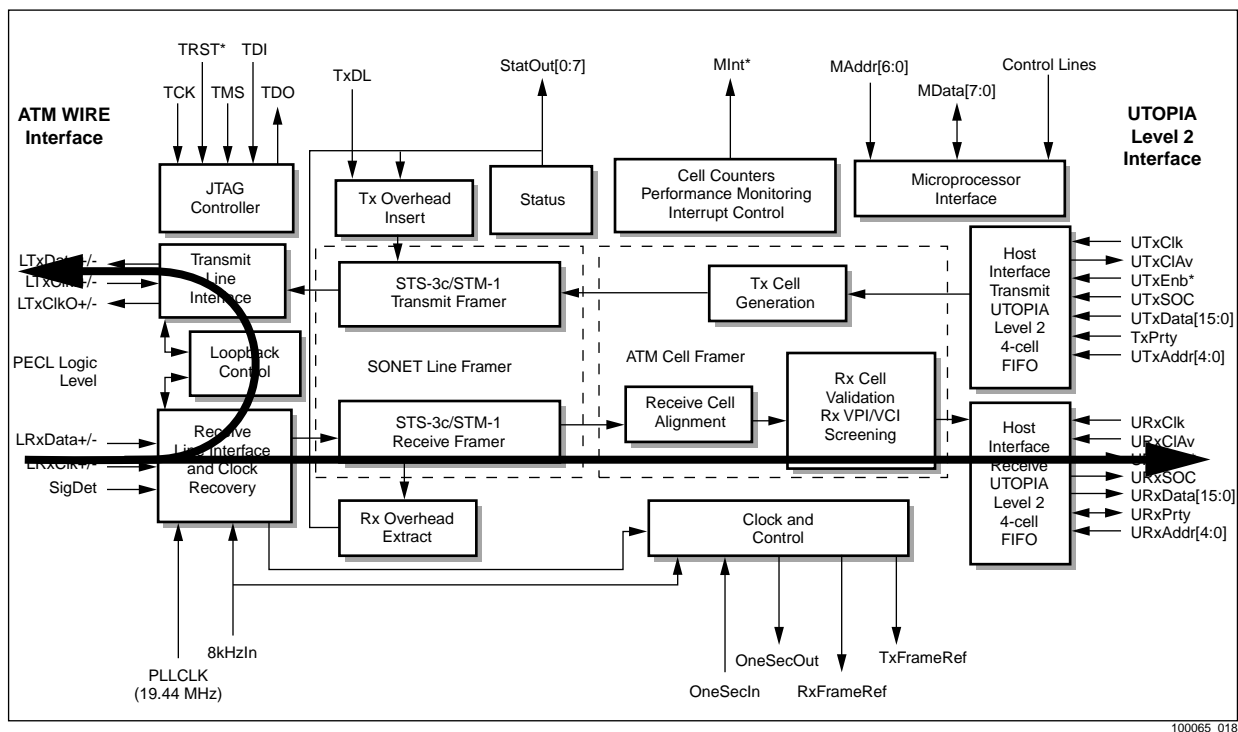 TRST* TDI
TCK TMS TDO
TxDL
StatOut[0:7]
MInt*
MAddr[6:0]
MData[7:0]
Control Lines
ATM WIRE
Interface
UTOPIA
Level 2
Interface
JTAG
Controller
Tx Overhead
Insert
Status
Cell Counters
Performance Monitoring
Interrupt Control
Microprocessor
Interface
LTxData+/-
LTxClkO+/-
Transmit
Line
Interface
STS-3c/STM-1
Transmit Framer
Tx Cell
Generation
Host
Interface
Transmit
UTOPIA
Level 2
4-cell
FIFO
UTxClk
UTxClAv
UTxEnb*
UTxSOC
UTxData[15:0]
TxPrty
UTxAddr[4:0]
PECL Logic
Level
Loopback
Control
SONET Line Framer
ATM Cell Framer
Receive
Line Interface
and Clock
Recovery
STS-3c/STM-1
Receive Framer
Receive Cell
Alignment
Rx Cell
Validation
Rx VPI/VCI
Screening
Host
Interface
Receive
UTOPIA
Level 2
4-cell
FIFO
LRxData+/-
LRxClk+/-
SigDet
URxClk
URxClAv
URxSOC
URxData[15:0]
URxPrty
URxAddr[4:0]
Rx Overhead
Extract
Clock and
Control
8kHzIn
PLLCLK
(19.44 MHz)
OneSecIn
OneSecOut
RxFrameRef
TxFrameRef
100065_018